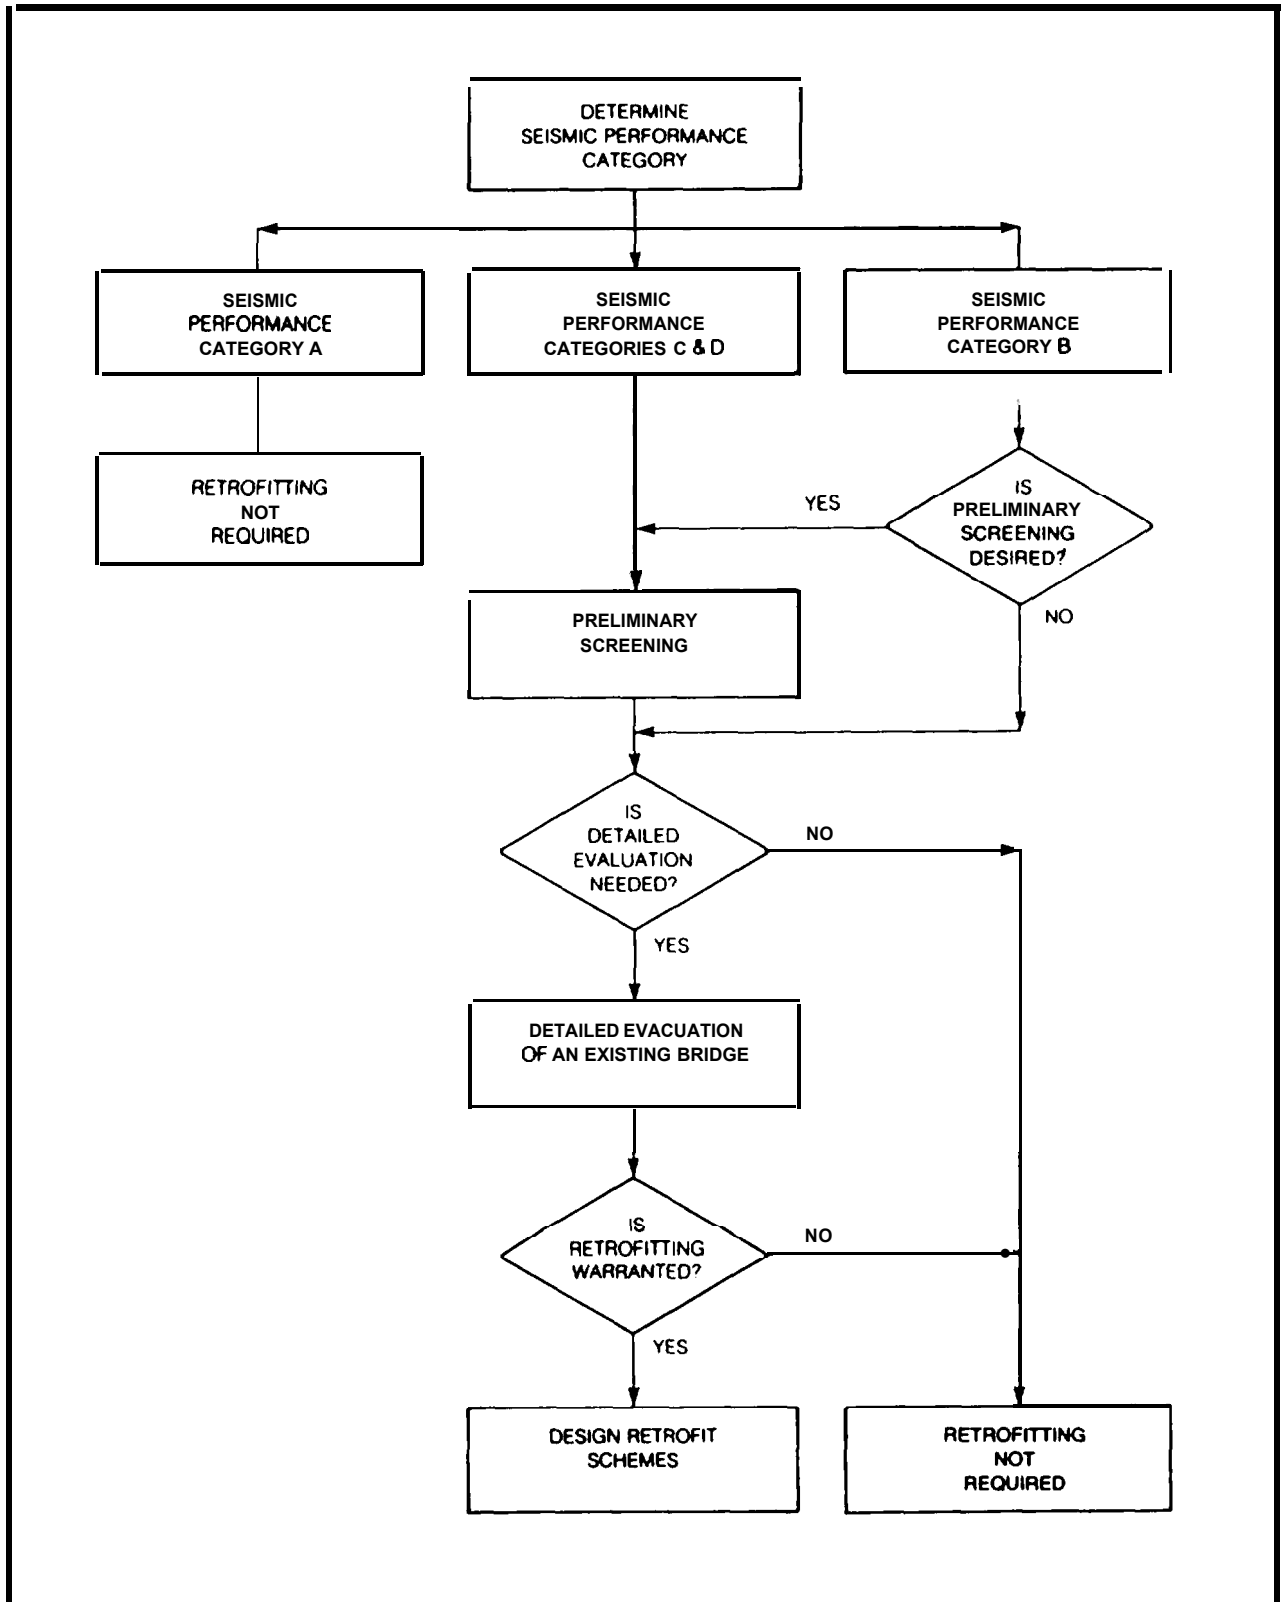 DETERMINE
SEISMIC PERFORMANCE
CATEGORY
SEISMIC
PERFORMANCE
CATEGORY A
SEISMIC
PERFORMANCE
CATEGORIES C & D
SEISMIC
PERFORMANCE
CATEGORY B
RETROFITTING
NOT
REQUIRED
YES
IS
PRELIMINARY
SCREENING
DESIRED?
NO
PRELIMINARY
SCREENING
IS
DETAILED
EVALUATION
NEEDED?
NO
YES
DETAILED EVACUATION
OF AN EXISTING BRIDGE
IS
RETROFITTING
WARRANTED?
NO
YES
DESIGN RETROFIT
SCHEMES
RETROFITTING
NOT
REQUIRED